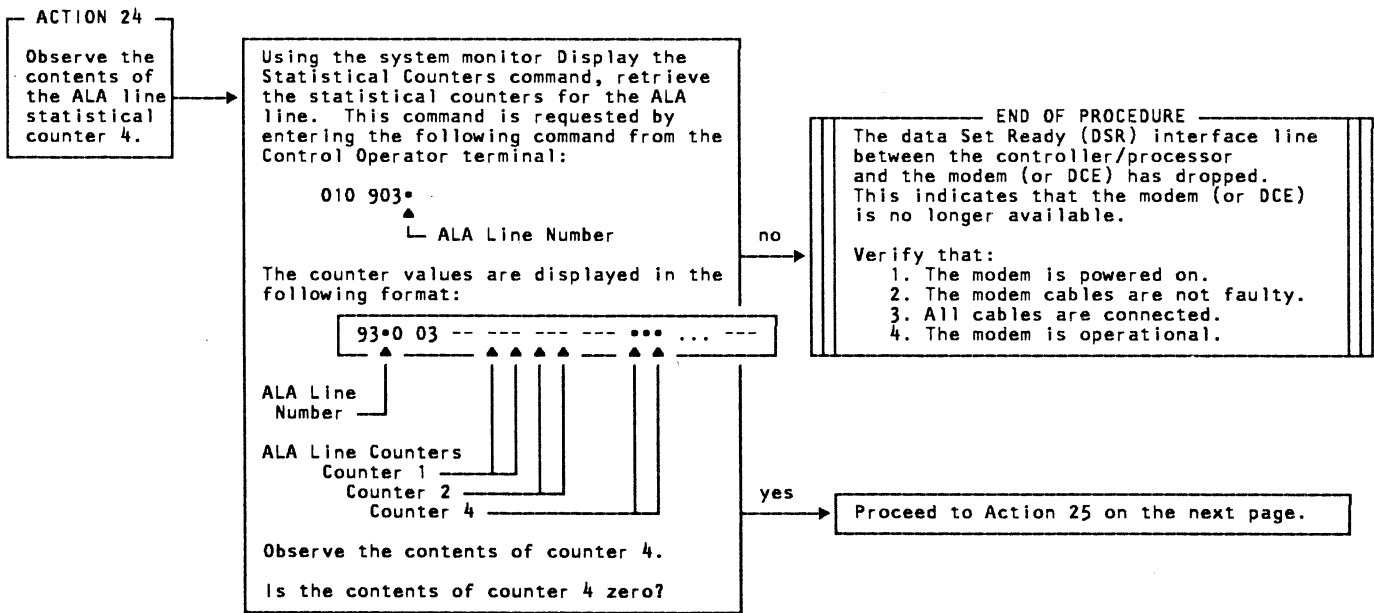 ACTION 24
Observe the
contents of
the ALA line
statistical
counter 4.
Using the system monitor Display the
Statistical Counters command, retrieve
the statistical counters for the ALA
line. This command is requested by
entering the following command from the
Control Operator terminal:
010 903▪
ALA Line Number
The counter values are displayed in the
following format:
93▪0 03 -- --- --- --- ▪▪▪ ... ---
ALA Line
Number
ALA Line Counters
Counter 1
Counter 2
Counter 4
Observe the contents of counter 4.
Is the contents of counter 4 zero?
no
END OF PROCEDURE
The data Set Ready (DSR) interface line
between the controller/processor
and the modem (or DCE) has dropped.
This indicates that the modem (or DCE)
is no longer available.
Verify that:
1. The modem is powered on.
2. The modem cables are not faulty.
3. All cables are connected.
4. The modem is operational.
yes
Proceed to Action 25 on the next page.